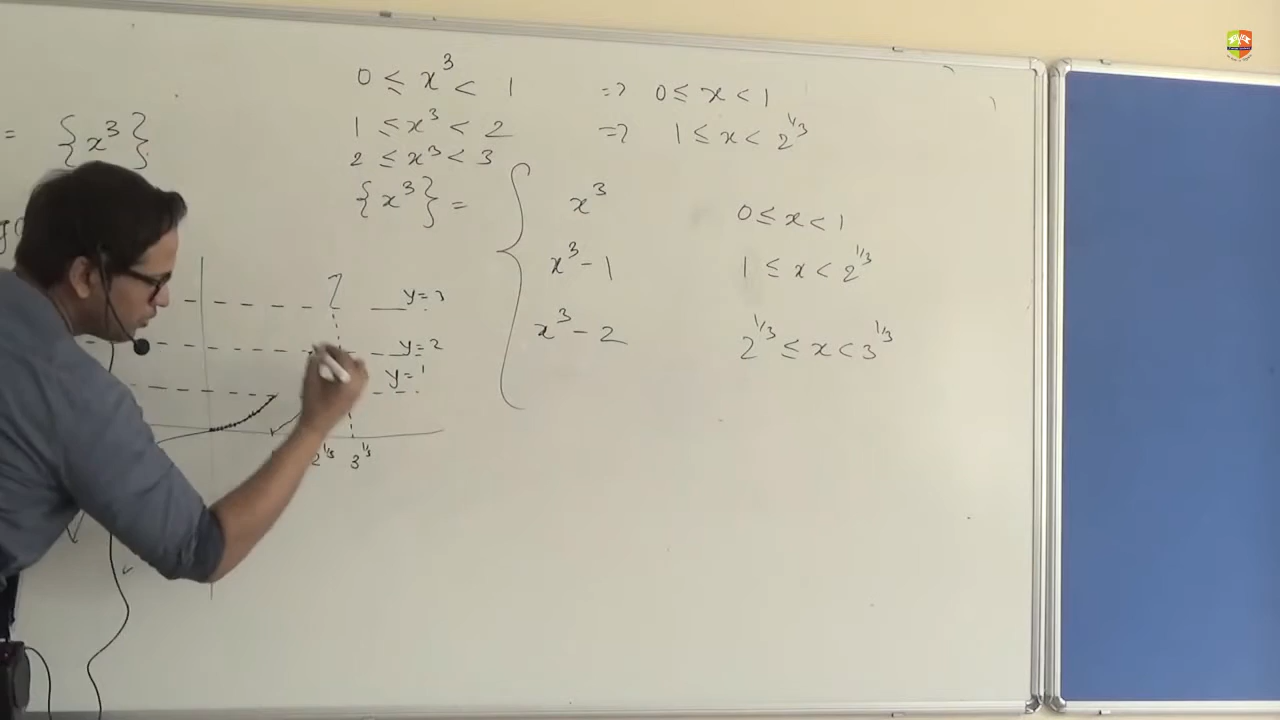 0 ≤ x³ < 1 ⇒ 0 ≤ x < 1
1 ≤ x³ < 2 ⇒ 1 ≤ x < 2^{1/3}
= {x³}
2 ≤ x³ < 3
{x³} =
x³ 0 ≤ x < 1
x³ - 1 1 ≤ x < 2^{1/3}
x³ - 2 2^{1/3} ≤ x < 3^{1/3}
y = 3
y = 2
y = 1
2^{1/3} 3^{1/3}